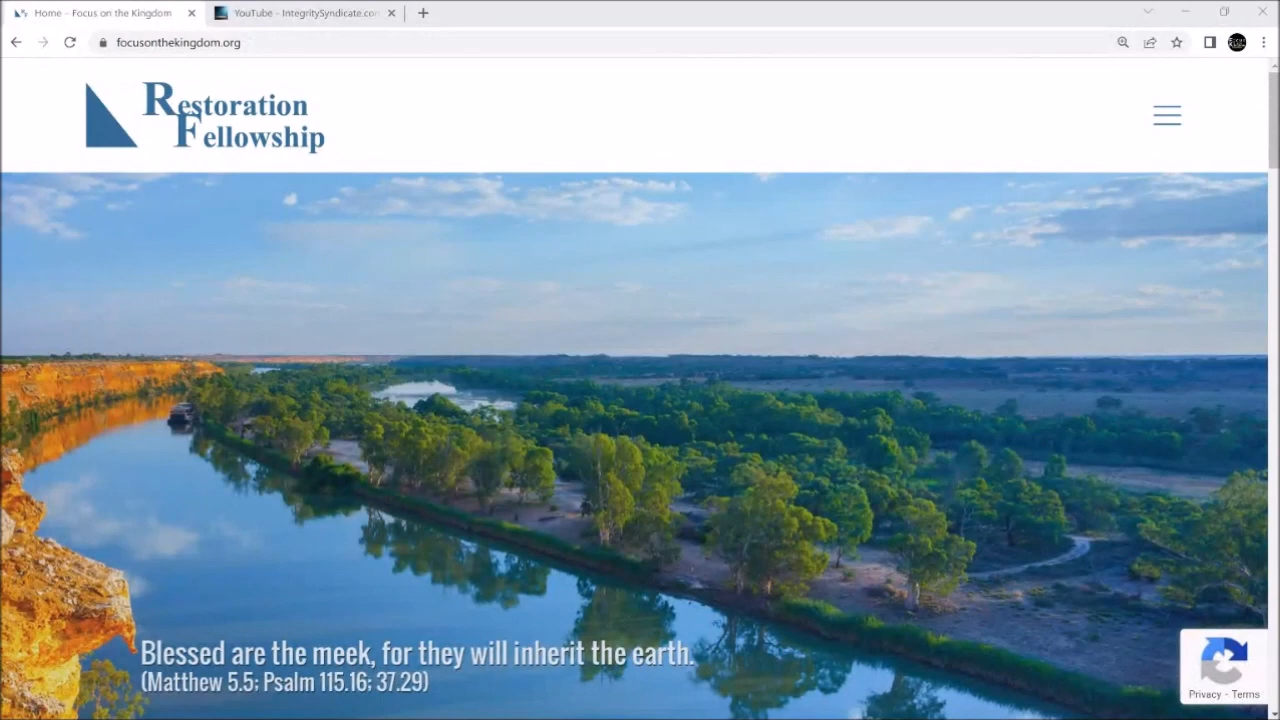 Home – Focus on the Kingdom
YouTube - IntegritySyndicate.com
focusonthekingdom.org
Restoration
Fellowship
Blessed are the meek, for they will inherit the earth.
(Matthew 5.5; Psalm 115.16; 37.29)
Privacy - Terms